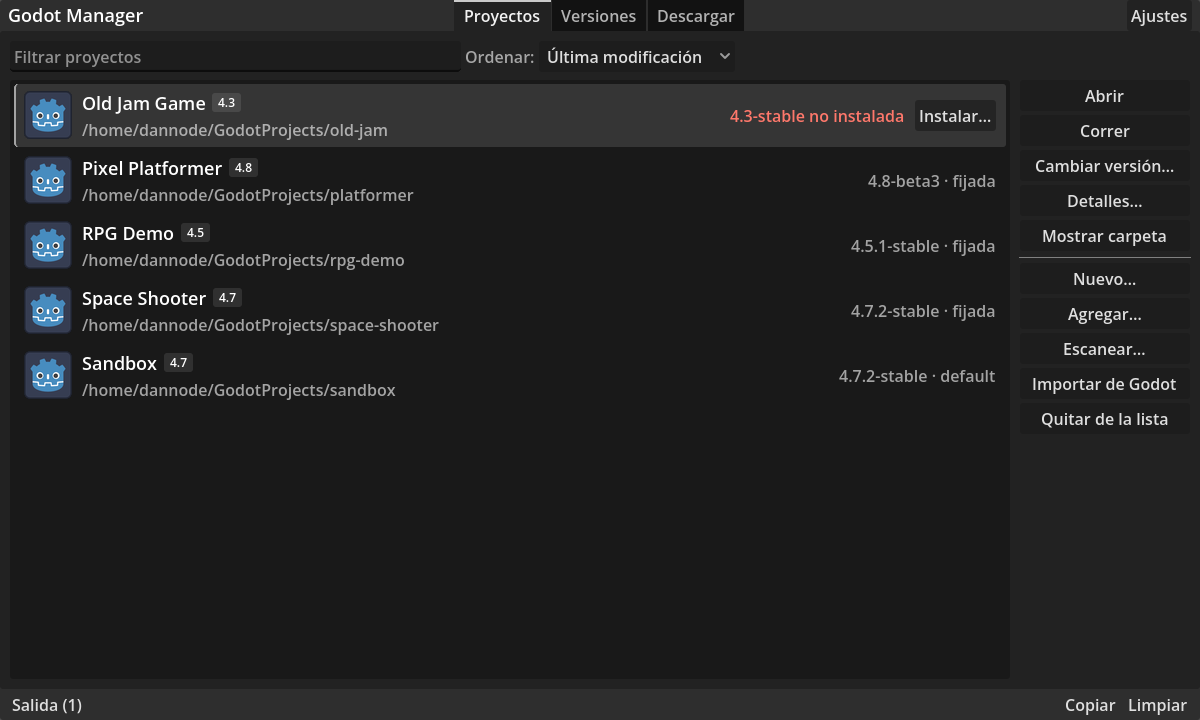 Godot Manager
Proyectos
Versiones
Descargar
Ajustes
Filtrar proyectos
Ordenar:
Última modificación
Old Jam Game 4.3
/home/dannode/GodotProjects/old-jam
4.3-stable no instalada
Instalar...
Pixel Platformer 4.8
/home/dannode/GodotProjects/platformer
4.8-beta3 · fijada
RPG Demo 4.5
/home/dannode/GodotProjects/rpg-demo
4.5.1-stable · fijada
Space Shooter 4.7
/home/dannode/GodotProjects/space-shooter
4.7.2-stable · fijada
Sandbox 4.7
/home/dannode/GodotProjects/sandbox
4.7.2-stable · default
Abrir
Correr
Cambiar versión...
Detalles...
Mostrar carpeta
Nuevo...
Agregar...
Escanear...
Importar de Godot
Quitar de la lista
Salida (1)
Copiar
Limpiar